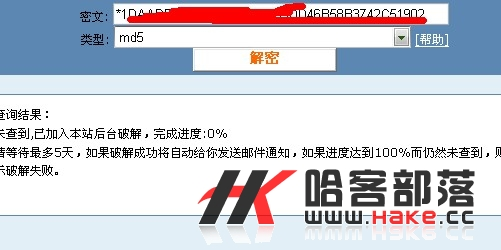 密文: 46B58B3742C51902
类型: md5 [帮助]
解密
查询结果：
未查到,已加入本站后台破解，完成进度:0%
请等待最多5天，如果破解成功将自动给你发送邮件通知，如果进度达到100%而仍然未查到，则
示破解失败。
哈客部落
www.Hake.cc